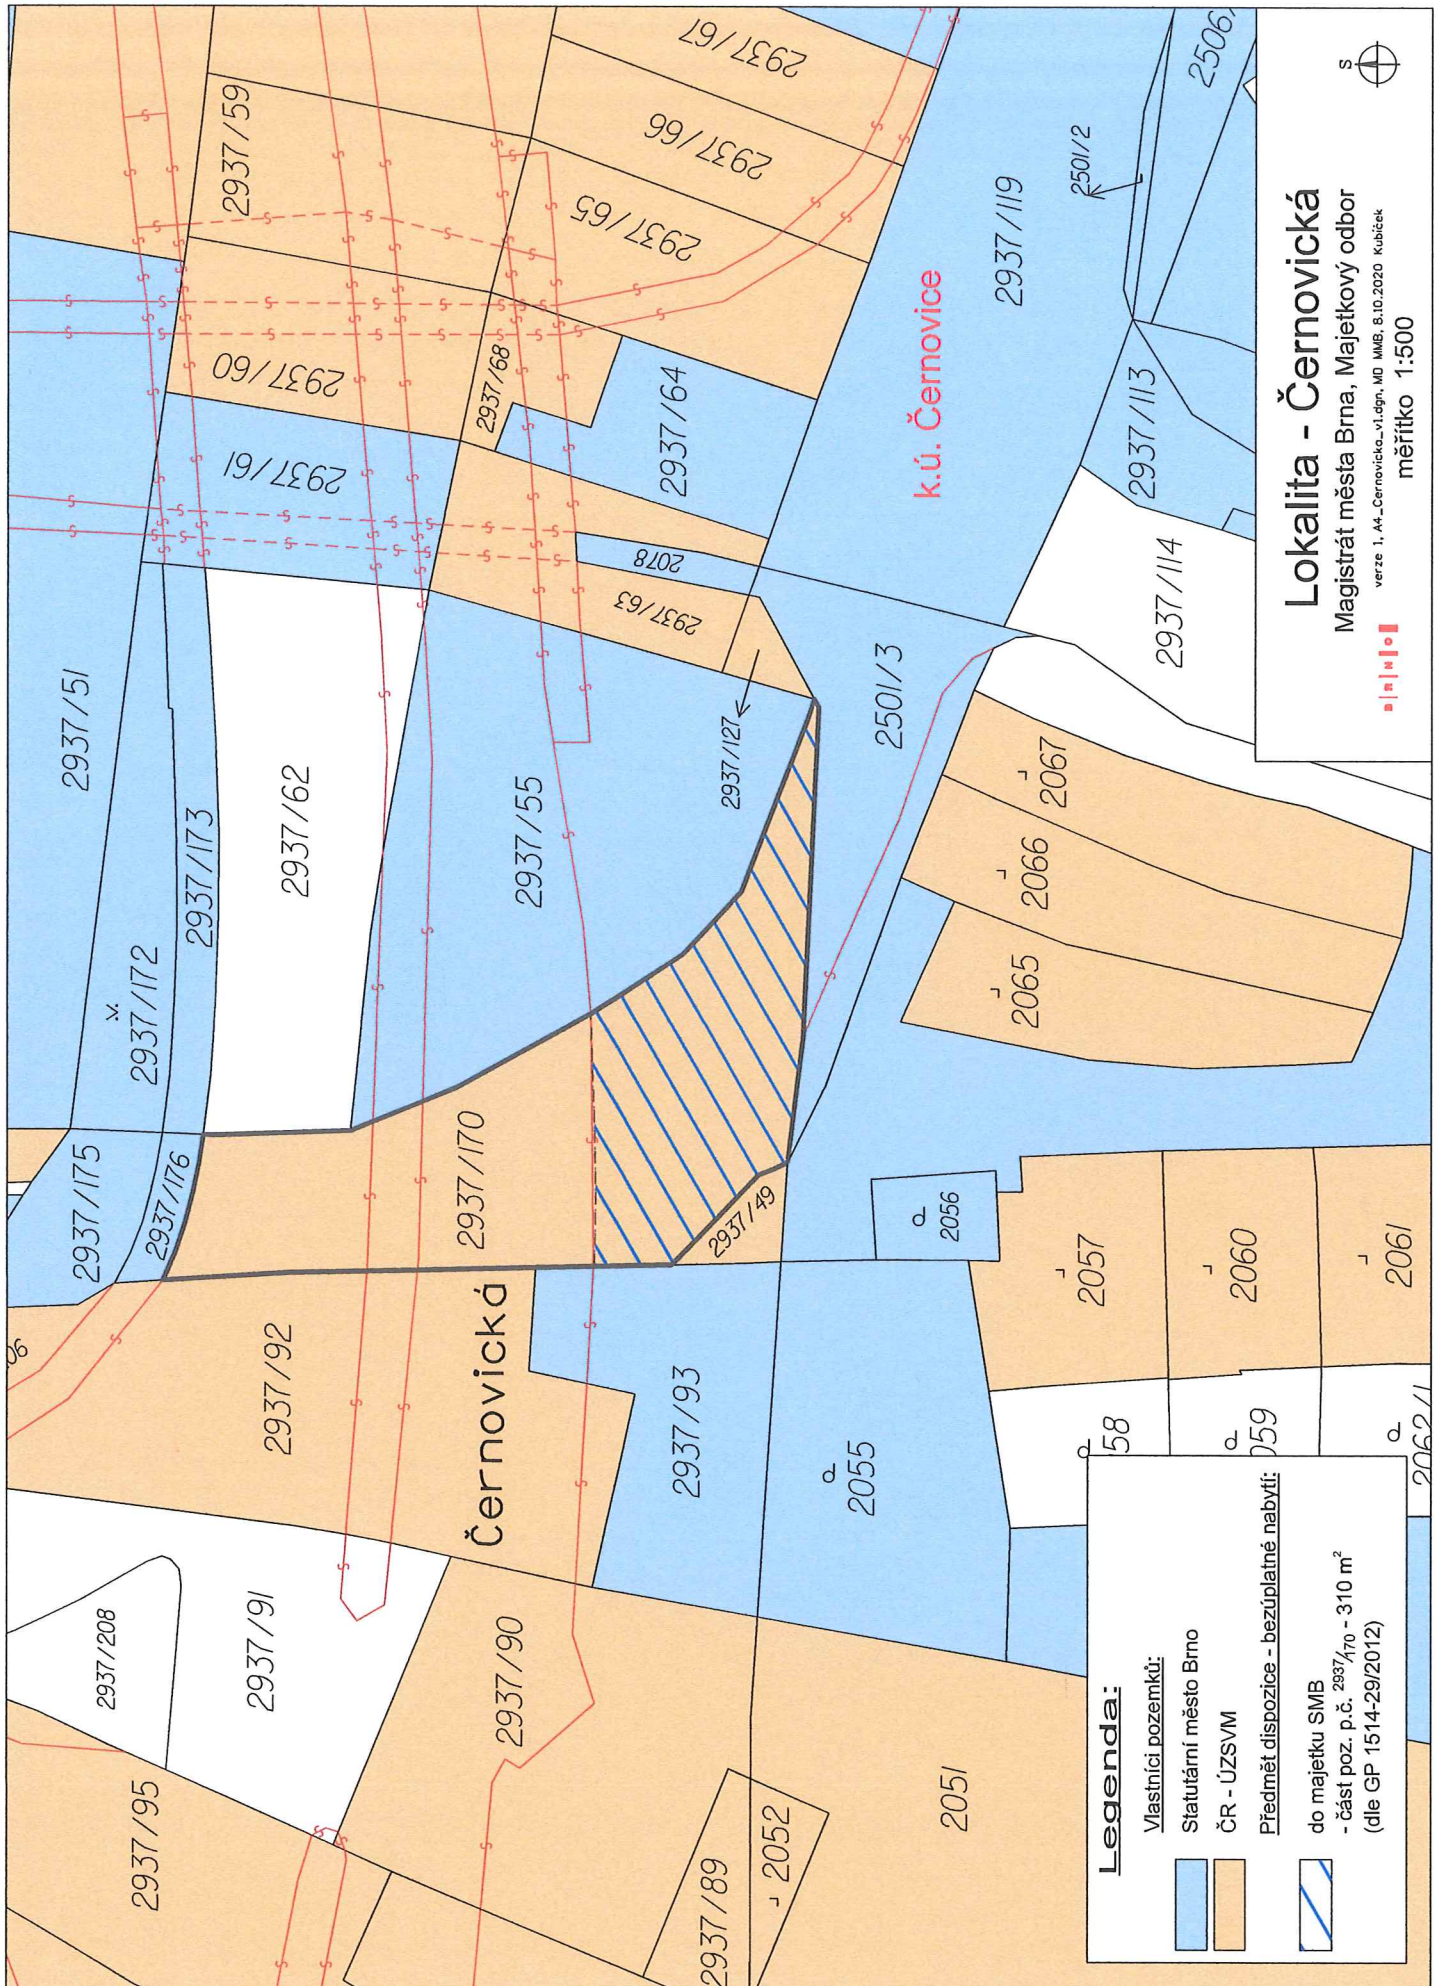 2937/95
2937/208
2937/91
2937/90
2937/89
2052
2051
2937/92
Černovická
2937/93
2055
2937/175
2937/176
2937/170
2937/49
2056
2057
2060
2061
58
059
2062/1
2937/51
2937/172
2937/173
2937/62
2937/55
2937/127
2501/3
2065
2066
2067
2937/59
2937/60
2937/61
2937/68
2937/63
2078
2937/64
2937/65
2937/66
2937/67
k.ú. Černovice
2937/119
2501/2
2506/
2937/113
2937/114
Legenda:
Vlastníci pozemků:
Statutární město Brno
ČR - ÚZSVM
Předmět dispozice - bezúplatné nabytí:
do majetku SMB
- část poz. p.č. 2937/170 - 310 m²
(dle GP 1514-29/2012)
S
Lokalita - Černovická
Magistrát města Brna, Majetkový odbor
verze 1, A4_Cernovicka_v1.dgn, MD MMB, 8.10.2020 Kubíček
měřítko 1:500
B|R|N|O